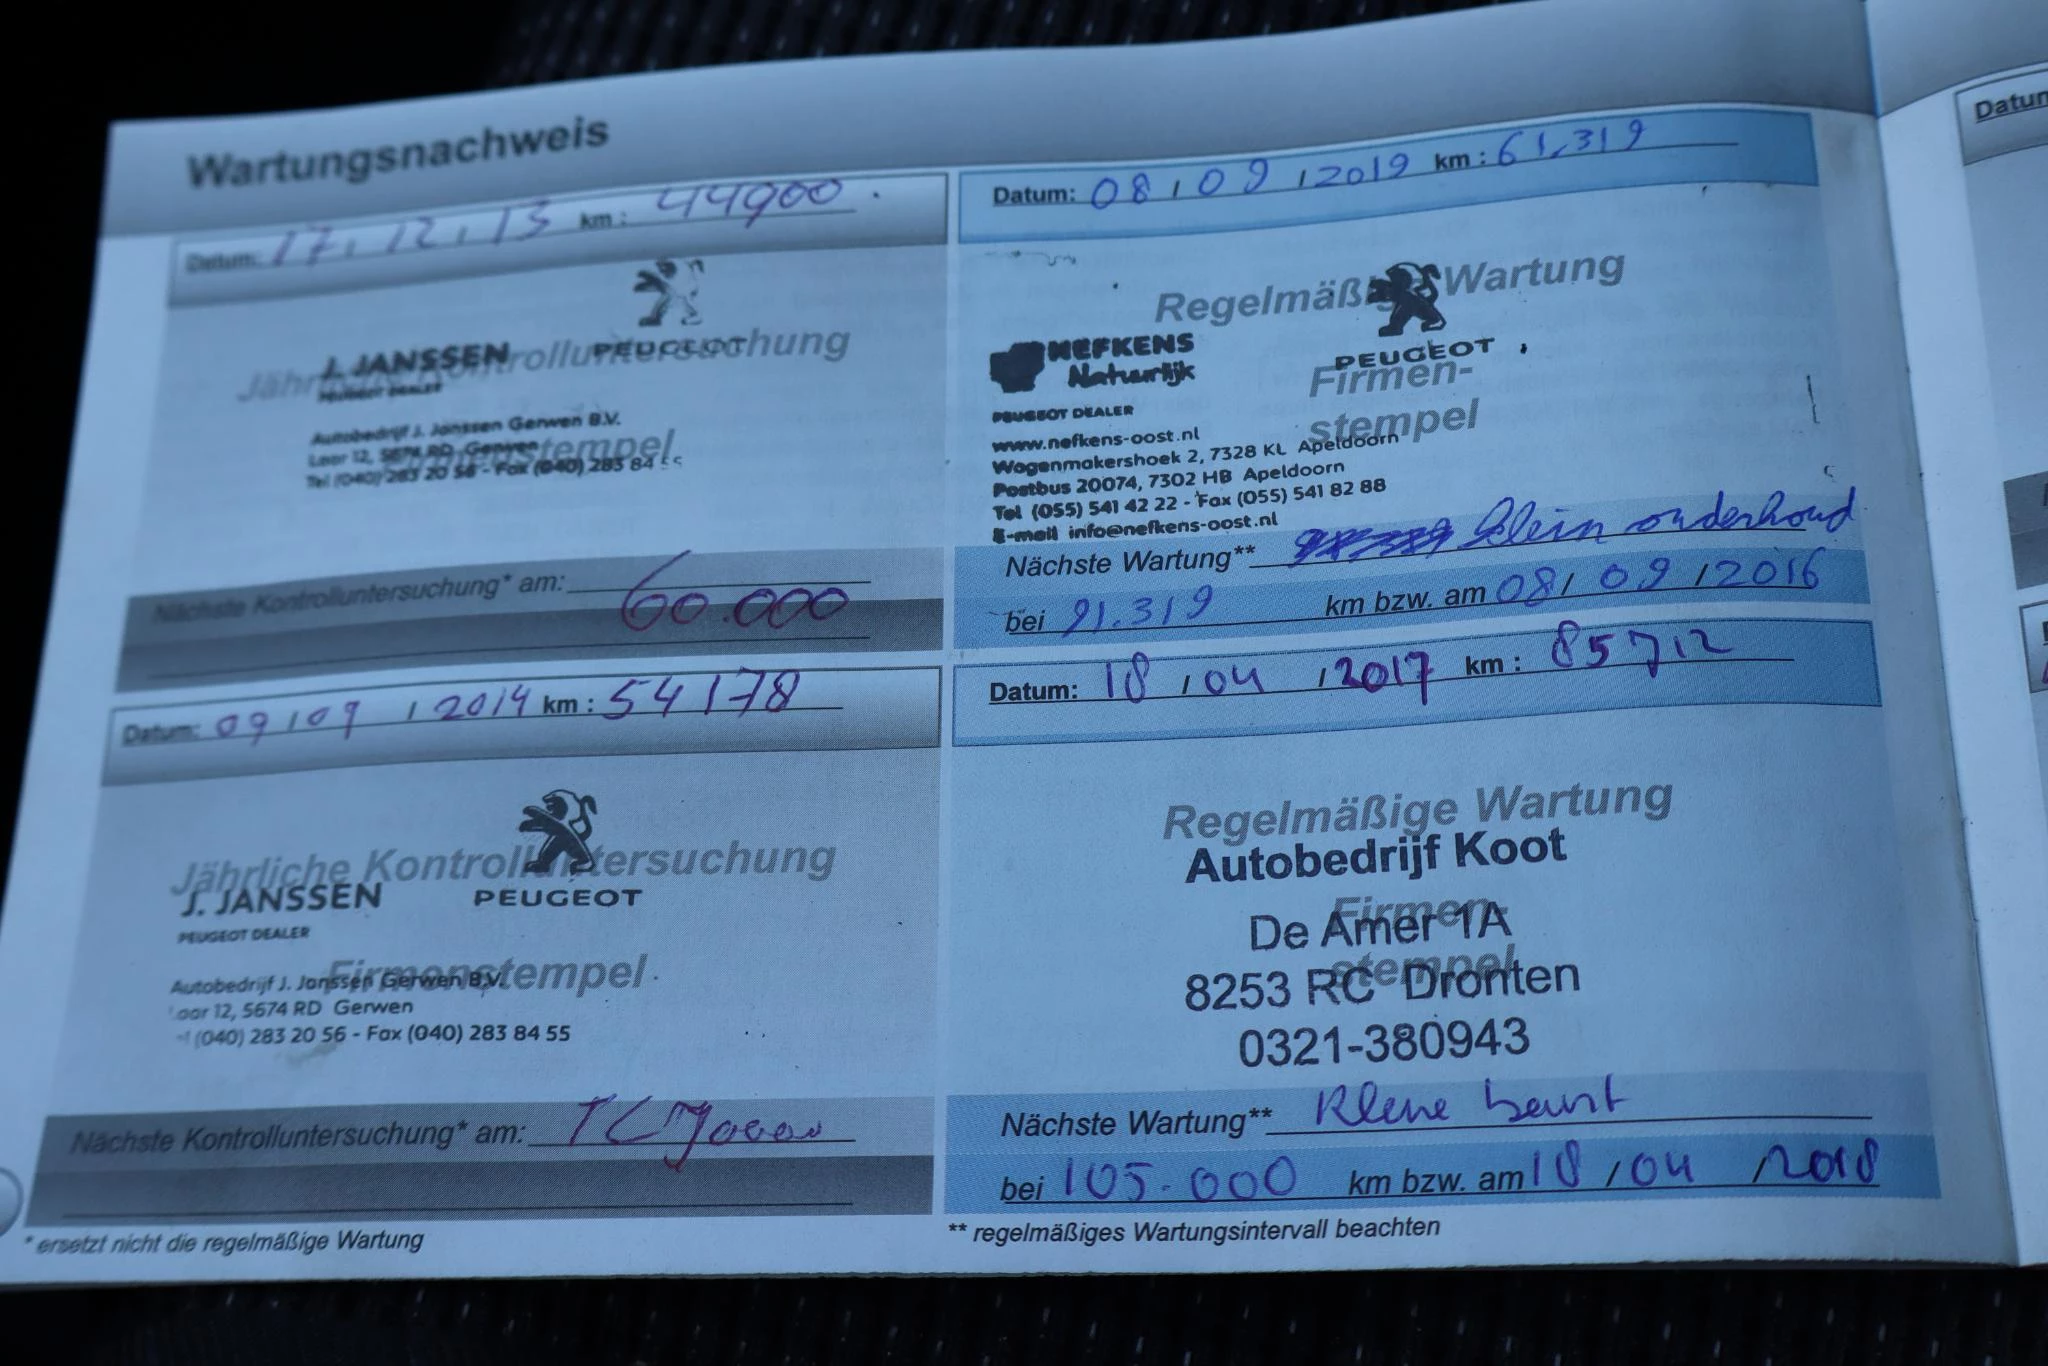 Wartungsnachweis
Datum: 17.12.13 km: 44900
PEUGEOT
Jährliche Kontrolluntersuchung
J. JANSSEN
PEUGEOT DEALER
Firmenstempel
Autobedrijf J. Janssen Gerwen B.V.
Laar 12, 5674 RD Gerwen
Tel (040) 283 20 56 - Fax (040) 283 84 55
Nächste Kontrolluntersuchung* am:
60.000
Datum: 09/09/2014 km: 54178
Jährliche Kontrolluntersuchung
J. JANSSEN PEUGEOT
PEUGEOT DEALER
Firmenstempel
Autobedrijf J. Janssen Gerwen B.V.
Laar 12, 5674 RD Gerwen
(040) 283 20 56 - Fax (040) 283 84 55
Nächste Kontrolluntersuchung* am:
* ersetzt nicht die regelmäßige Wartung
Datum: 08/09/2019 km: 61.319
Regelmäßige Wartung
NEFKENS
Natuurlijk
PEUGEOT
Firmen-
stempel
PEUGEOT DEALER
www.nefkens-oost.nl
Wagenmakershoek 2, 7328 KL Apeldoorn
Postbus 20074, 7302 HB Apeldoorn
Tel (055) 541 42 22 - Fax (055) 541 82 88
E-mail info@nefkens-oost.nl
Nächste Wartung** klein onderhoud
bei 91.319 km bzw. am 08/09/2016
Datum: 18/04/2017 km: 85712
Regelmäßige Wartung
Autobedrijf Koot
Firmen-
De Amer 1A
stempel
8253 RC Dronten
0321-380943
Nächste Wartung** Kleine beurt
bei 105.000 km bzw. am 18/04/2018
** regelmäßiges Wartungsintervall beachten
Datum